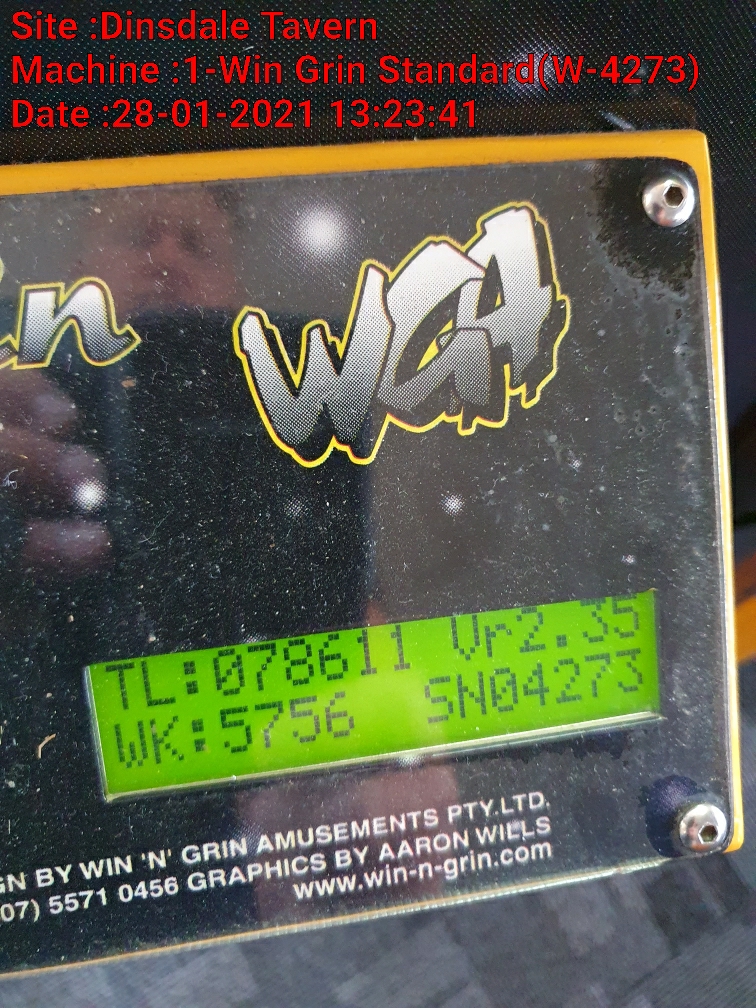 Site :Dinsdale Tavern
Machine :1-Win Grin Standard(W-4273)
Date :28-01-2021 13:23:41
n
WGA
TL:078611 Vr2.35
WK:5756 SN04273
GN BY WIN 'N' GRIN AMUSEMENTS PTY.LTD.
07) 5571 0456 GRAPHICS BY AARON WILLS
www.win-n-grin.com